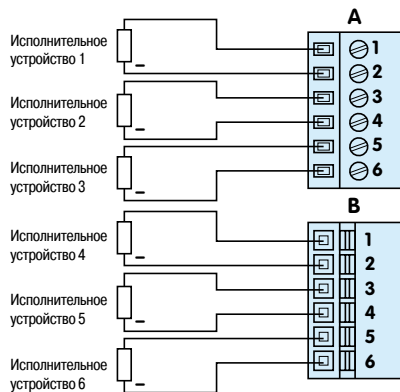 A
Исполнительное
устройство 1
1
2
Исполнительное
устройство 2
3
4
Исполнительное
устройство 3
5
6
B
Исполнительное
устройство 4
1
2
Исполнительное
устройство 5
3
4
Исполнительное
устройство 6
5
6